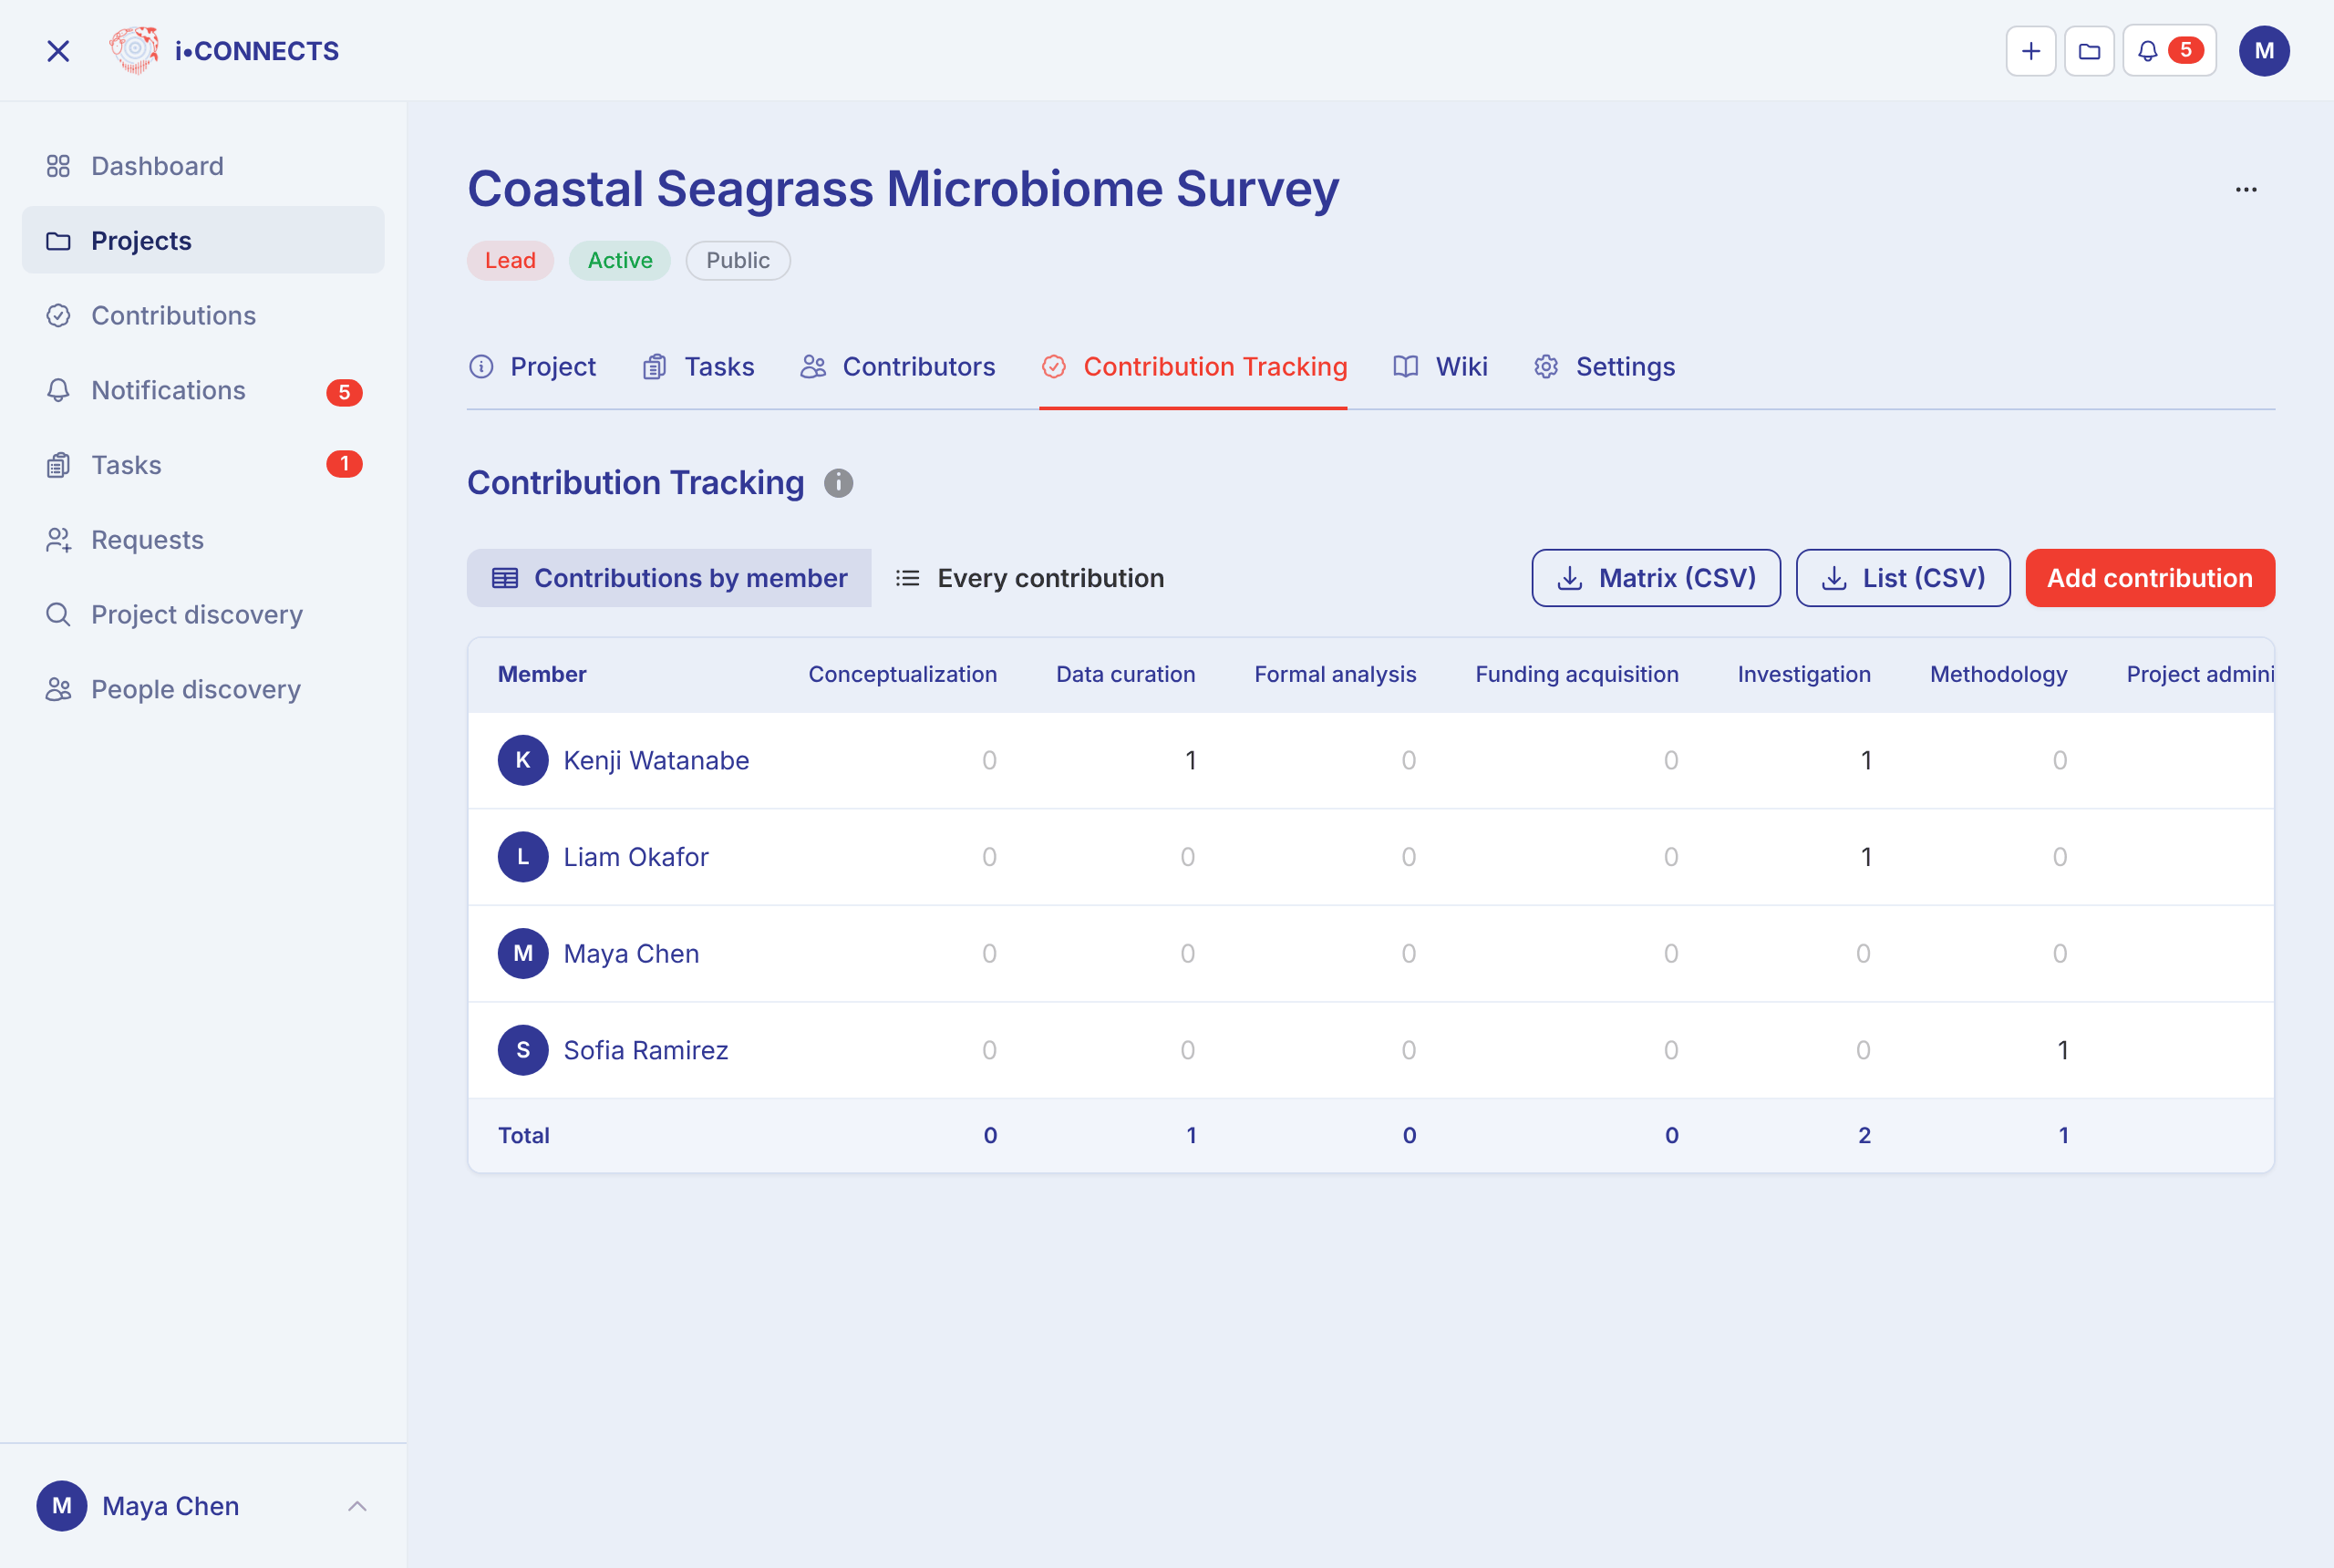 i•CONNECTS
5
M
Dashboard
Projects
Contributions
Notifications 5
Tasks 1
Requests
Project discovery
People discovery
M Maya Chen
Coastal Seagrass Microbiome Survey
Lead Active Public
Project Tasks Contributors Contribution Tracking Wiki Settings
Contribution Tracking
Contributions by member Every contribution Matrix (CSV) List (CSV) Add contribution
Member Conceptualization Data curation Formal analysis Funding acquisition Investigation Methodology Project admini
K Kenji Watanabe 0 1 0 0 1 0
L Liam Okafor 0 0 0 0 1 0
M Maya Chen 0 0 0 0 0 0
S Sofia Ramirez 0 0 0 0 0 1
Total 0 1 0 0 2 1